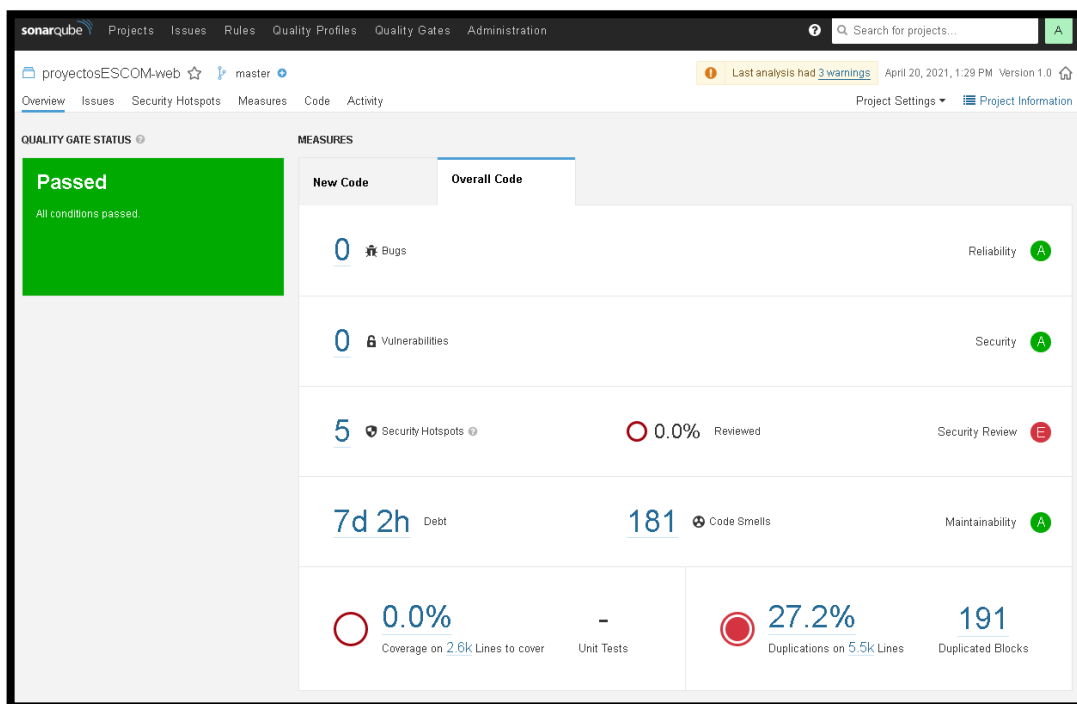 sonarqube Projects Issues Rules Quality Profiles Quality Gates Administration ? Search for projects... A
proyectosESCOM-web master Last analysis had 3 warnings April 20, 2021, 1:29 PM Version 1.0
Overview Issues Security Hotspots Measures Code Activity Project Settings Project Information
QUALITY GATE STATUS ? MEASURES
Passed
All conditions passed.
New Code Overall Code
0 Bugs Reliability A
0 Vulnerabilities Security A
5 Security Hotspots ? 0.0% Reviewed Security Review E
7d 2h Debt 181 Code Smells Maintainability A
0.0% - 27.2% 191
Coverage on 2.6k Lines to cover Unit Tests Duplications on 5.5k Lines Duplicated Blocks